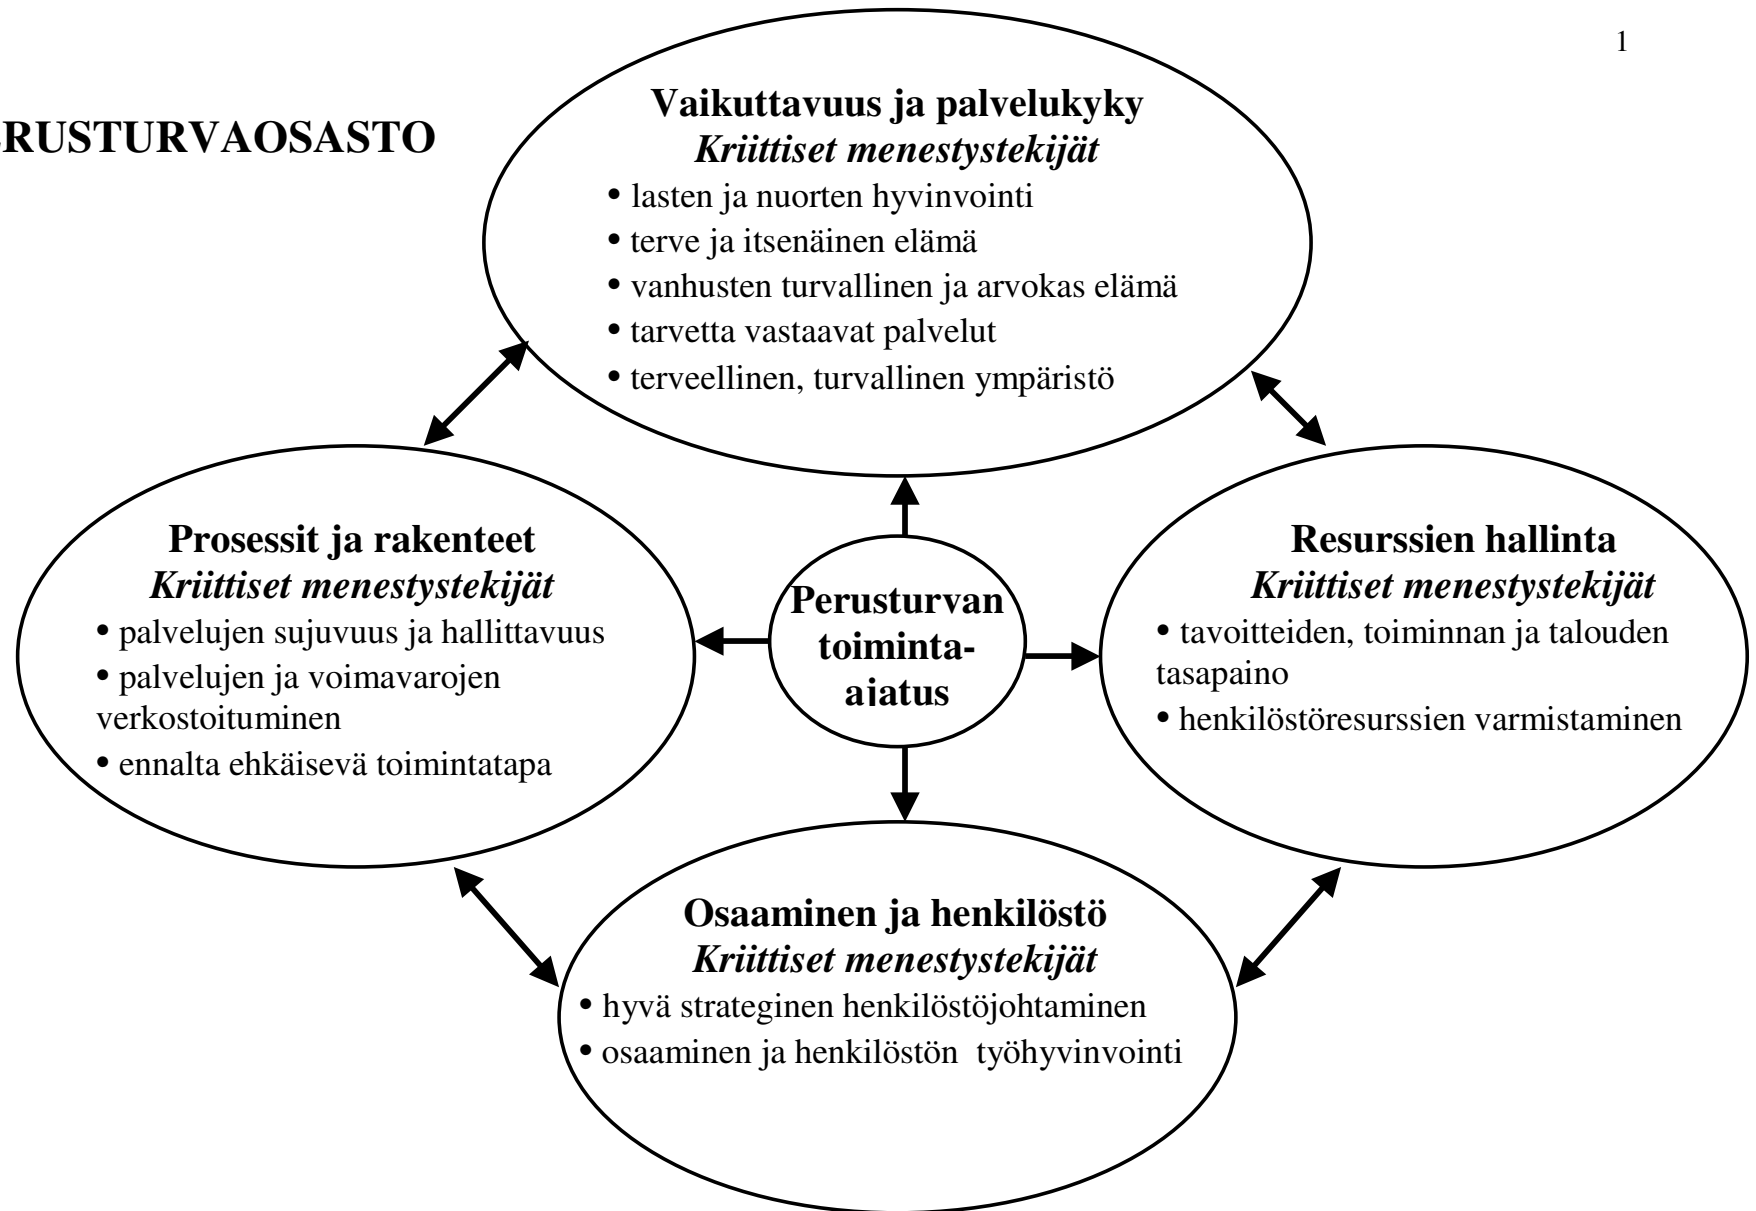 1
ERUSTURVAOSASTO
Vaikuttavuus ja palvelukyky
Kriittiset menestystekijät
• lasten ja nuorten hyvinvointi
• terve ja itsenäinen elämä
• vanhusten turvallinen ja arvokas elämä
• tarvetta vastaavat palvelut
• terveellinen, turvallinen ympäristö
Prosessit ja rakenteet
Kriittiset menestystekijät
• palvelujen sujuvuus ja hallittavuus
• palvelujen ja voimavarojen
verkostoituminen
• ennalta ehkäisevä toimintatapa
Perusturvan
toiminta-
ajatus
Resurssien hallinta
Kriittiset menestystekijät
• tavoitteiden, toiminnan ja talouden
tasapaino
• henkilöstöresurssien varmistaminen
Osaaminen ja henkilöstö
Kriittiset menestystekijät
• hyvä strateginen henkilöstöjohtaminen
• osaaminen ja henkilöstön  työhyvinvointi